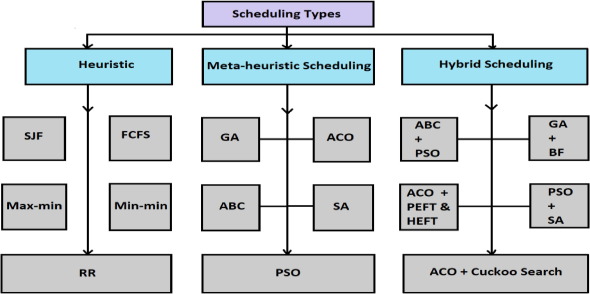 Scheduling Types
Heuristic
Meta-heuristic Scheduling
Hybrid Scheduling
SJF
FCFS
GA
ACO
ABC
+
PSO
GA
+
BF
Max-min
Min-min
ABC
SA
ACO +
PEFT &
HEFT
PSO
+
SA
RR
PSO
ACO + Cuckoo Search